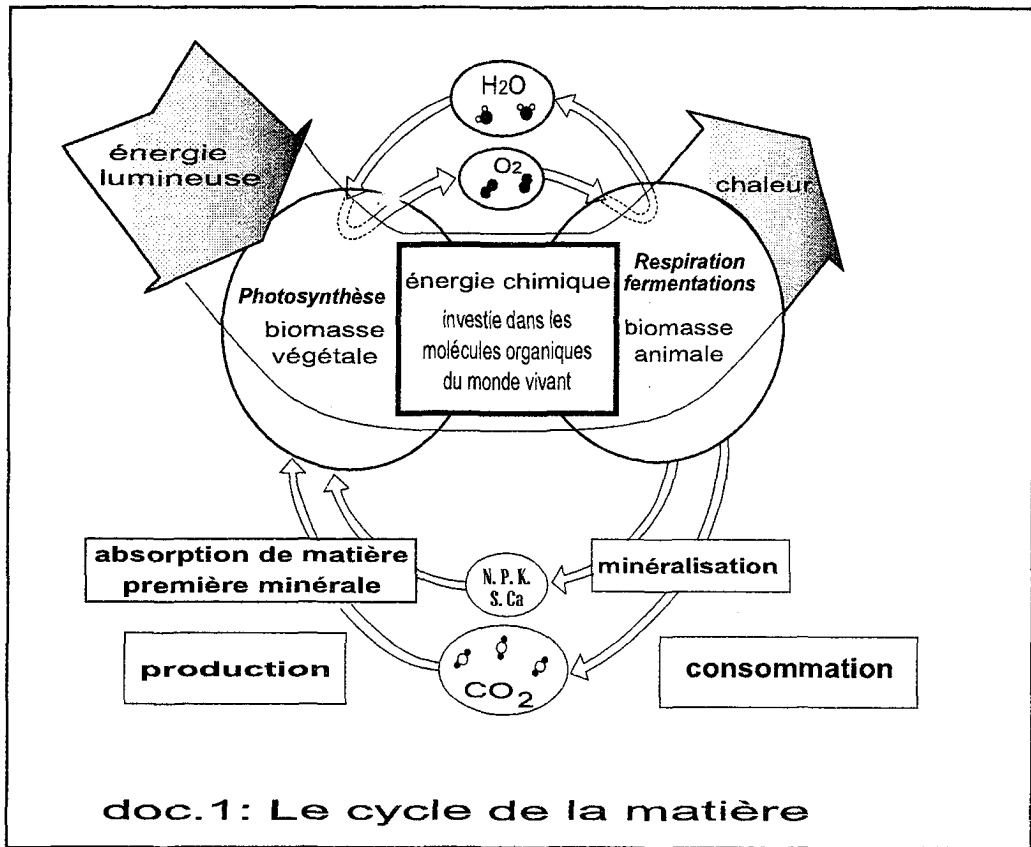 H2O
énergie
lumineuse
O2
chaleur
Photosynthèse
biomasse
végétale
énergie chimique
investie dans les
molécules organiques
du monde vivant
Respiration
fermentations
biomasse
animale
absorption de matière
première minérale
N. P. K.
S. Ca
minéralisation
production
CO2
consommation
doc.1: Le cycle de la matière